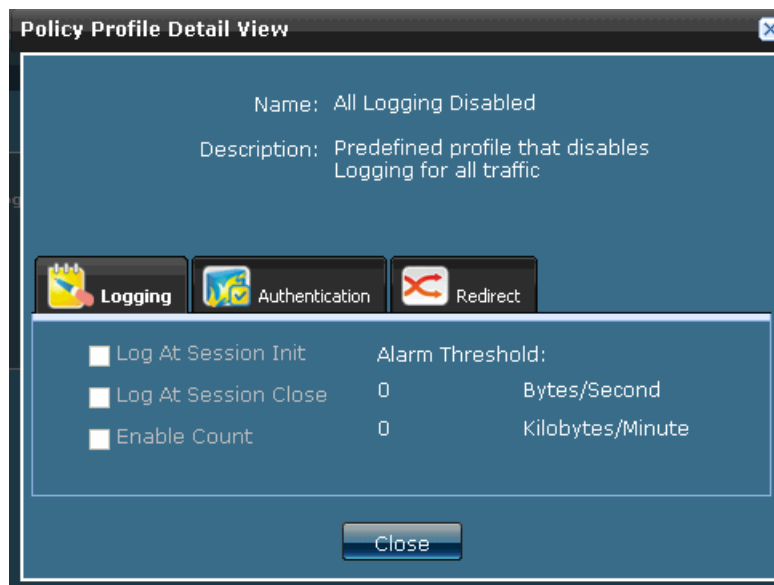 Policy Profile Detail View
Name: All Logging Disabled
Description: Predefined profile that disables
Logging for all traffic
Logging Authentication Redirect
Log At Session Init Alarm Threshold:
Log At Session Close 0 Bytes/Second
Enable Count 0 Kilobytes/Minute
Close